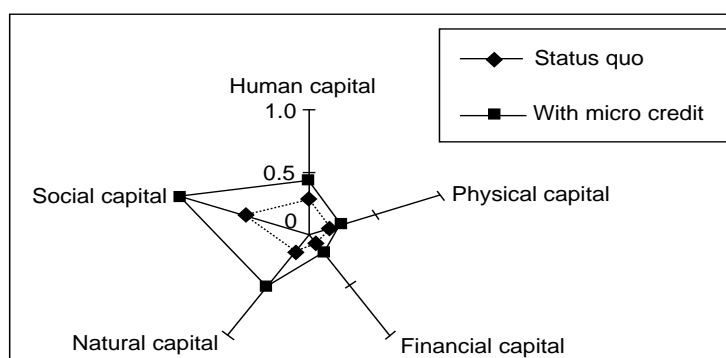 Status quo
With micro credit
Human capital
1.0
0.5
0
Social capital
Physical capital
Natural capital
Financial capital